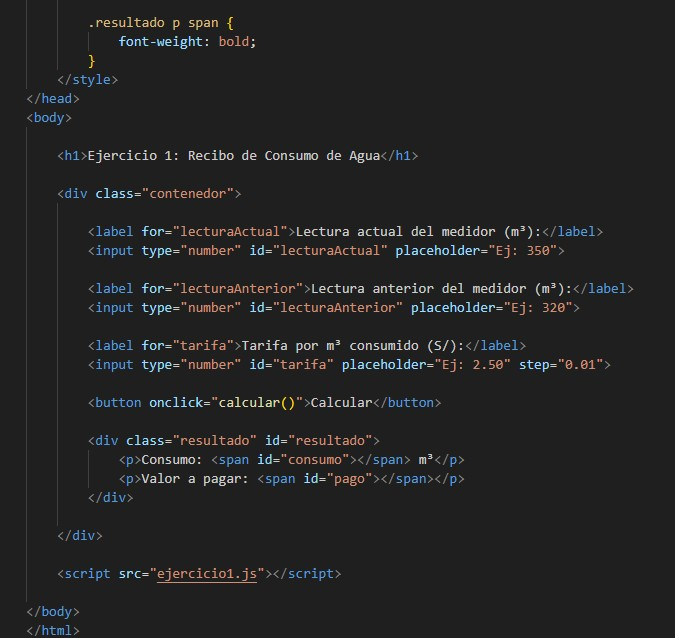 .resultado p span {
font-weight: bold;
}
</style>
</head>
<body>
<h1>Ejercicio 1: Recibo de Consumo de Agua</h1>
<div class="contenedor">
<label for="lecturaActual">Lectura actual del medidor (m³):</label>
<input type="number" id="lecturaActual" placeholder="Ej: 350">
<label for="lecturaAnterior">Lectura anterior del medidor (m³):</label>
<input type="number" id="lecturaAnterior" placeholder="Ej: 320">
<label for="tarifa">Tarifa por m³ consumido (S/):</label>
<input type="number" id="tarifa" placeholder="Ej: 2.50" step="0.01">
<button onclick="calcular()">Calcular</button>
<div class="resultado" id="resultado">
<p>Consumo: <span id="consumo"></span> m³</p>
<p>Valor a pagar: <span id="pago"></span></p>
</div>
</div>
<script src="ejercicio1.js"></script>
</body>
</html>